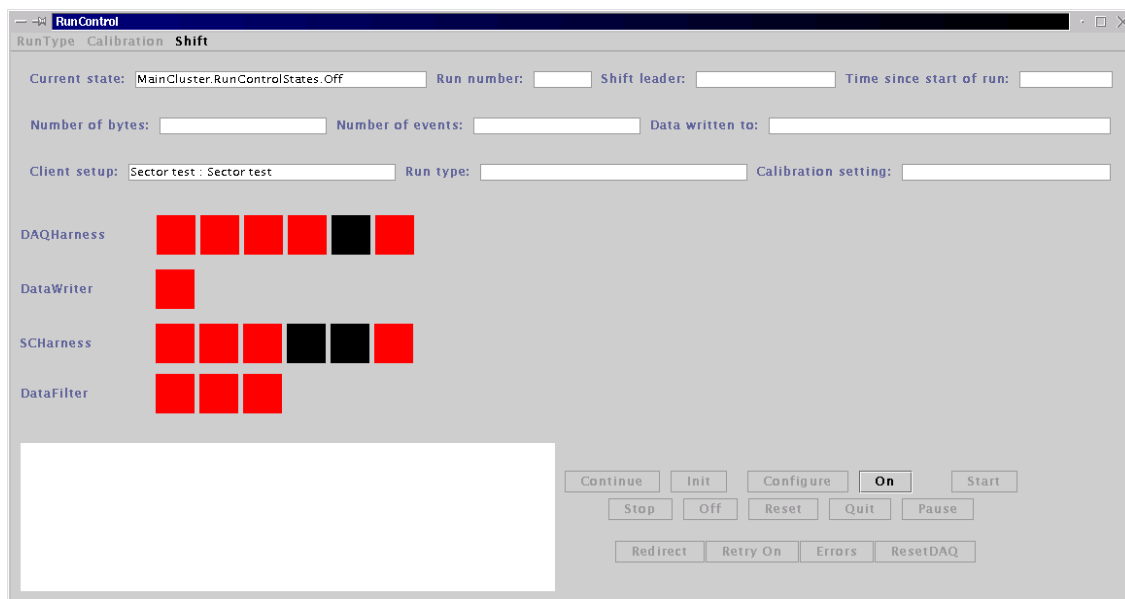 RunControl
RunType Calibration Shift
Current state: MainCluster.RunControlStates.Off Run number: Shift leader: Time since start of run:
Number of bytes: Number of events: Data written to:
Client setup: Sector test : Sector test Run type: Calibration setting:
DAQHarness
DataWriter
SCHarness
DataFilter
Continue Init Configure On Start
Stop Off Reset Quit Pause
Redirect Retry On Errors ResetDAQ